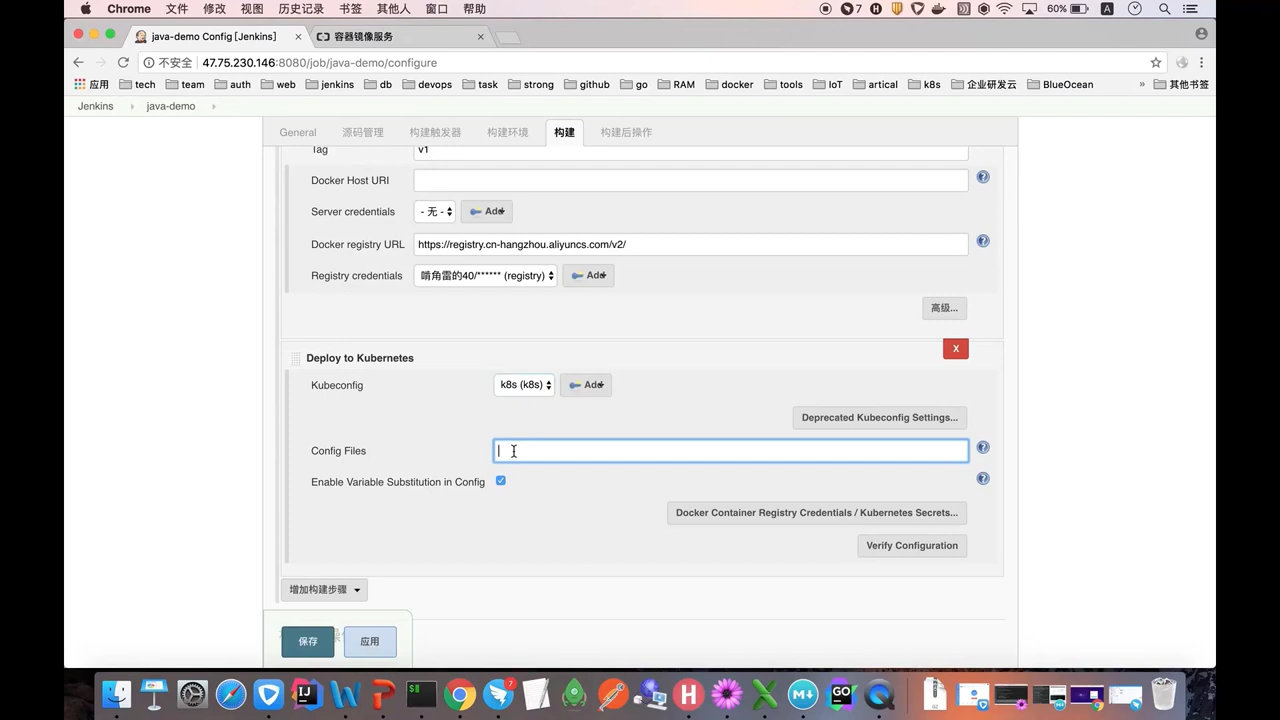 Chrome 文件 修改 视图 历史记录 书签 其他人 窗口 帮助 7 60% A
java-demo Config [Jenkins] 容器镜像服务
不安全 47.75.230.146:8080/job/java-demo/configure
应用 tech team auth web jenkins db devops task strong github go RAM docker tools IoT artical k8s 企业研发云 BlueOcean » 其他书签
Jenkins java-demo
General 源码管理 构建触发器 构建环境 构建 构建后操作
Tag v1
Docker Host URI
Server credentials - 无 - Add
Docker registry URL https://registry.cn-hangzhou.aliyuncs.com/v2/
Registry credentials 啃角雷的40/****** (registry) Add
高级...
X
Deploy to Kubernetes
Kubeconfig k8s (k8s) Add
Deprecated Kubeconfig Settings...
Config Files
Enable Variable Substitution in Config
Docker Container Registry Credentials / Kubernetes Secrets...
Verify Configuration
增加构建步骤
保存 应用
7